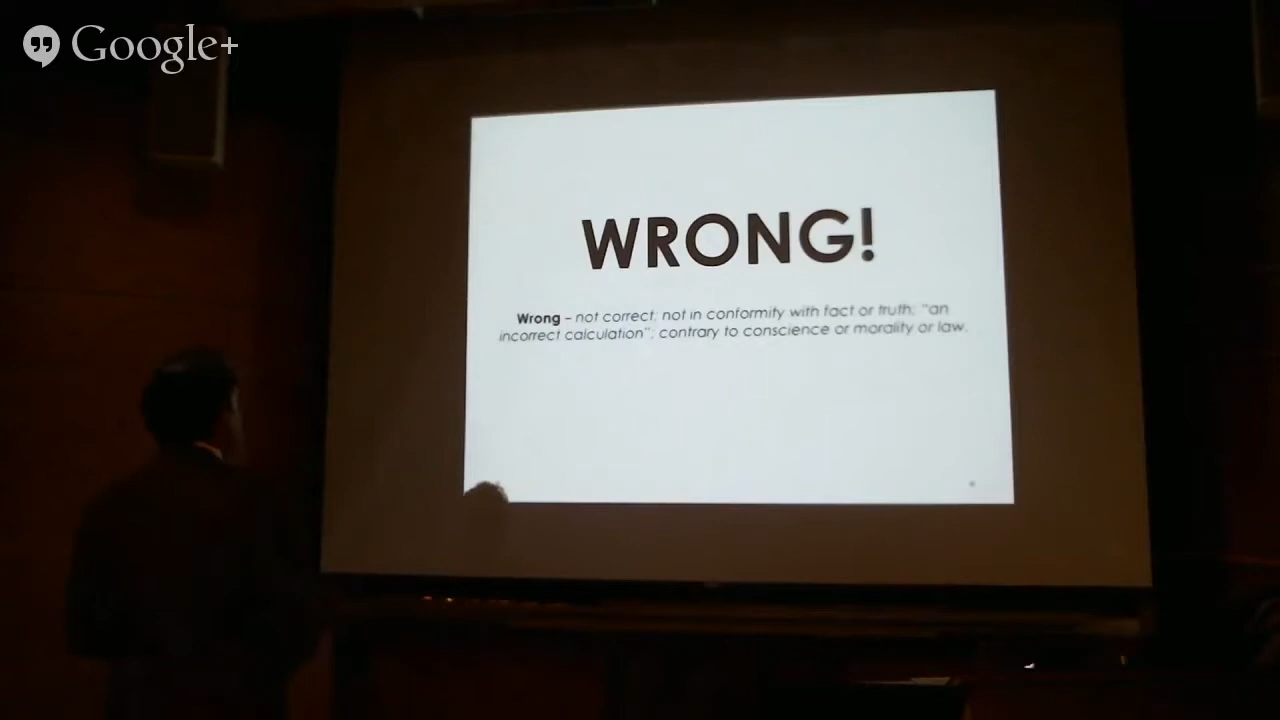 Google+
WRONG!
Wrong – not correct; not in conformity with fact or truth; "an
incorrect calculation"; contrary to conscience or morality or law.